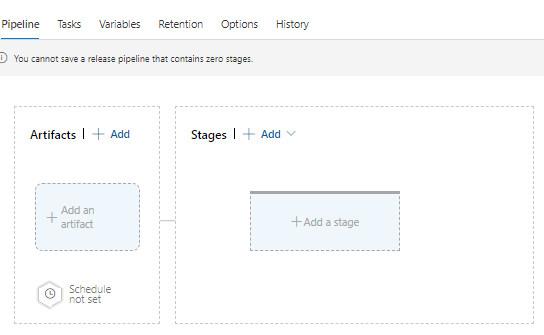 Pipeline Tasks Variables Retention Options History
You cannot save a release pipeline that contains zero stages.
Artifacts | + Add
Stages | + Add
+ Add an
artifact
+ Add a stage
Schedule
not set